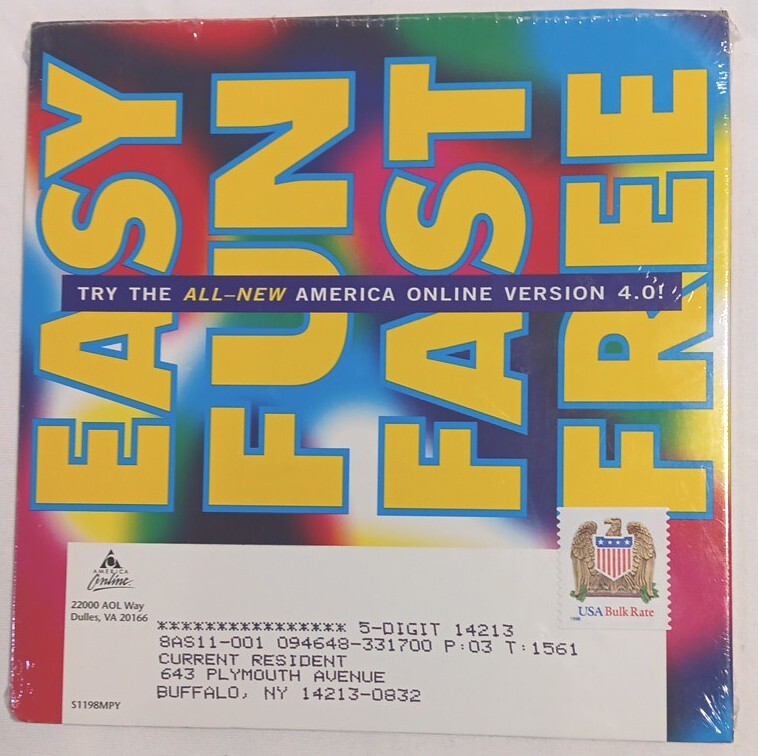 EASY
FUN
FAST
FREE
TRY THE ALL-NEW AMERICA ONLINE VERSION 4.0!
AMERICA
Online
22000 AOL Way
Dulles, VA 20166
USA Bulk Rate
1998
**************** 5-DIGIT 14213
8AS11-001 094648-331700 P:03 T:1561
CURRENT RESIDENT
643 PLYMOUTH AVENUE
BUFFALO, NY 14213-0832
S1198MPY